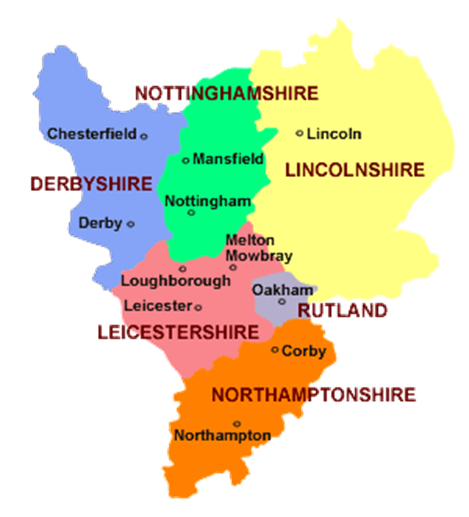 NOTTINGHAMSHIRE
Chesterfield
Lincoln
Mansfield
LINCOLNSHIRE
DERBYSHIRE
Nottingham
Derby
Melton
Mowbray
Loughborough
Oakham
Leicester
RUTLAND
LEICESTERSHIRE
Corby
NORTHAMPTONSHIRE
Northampton